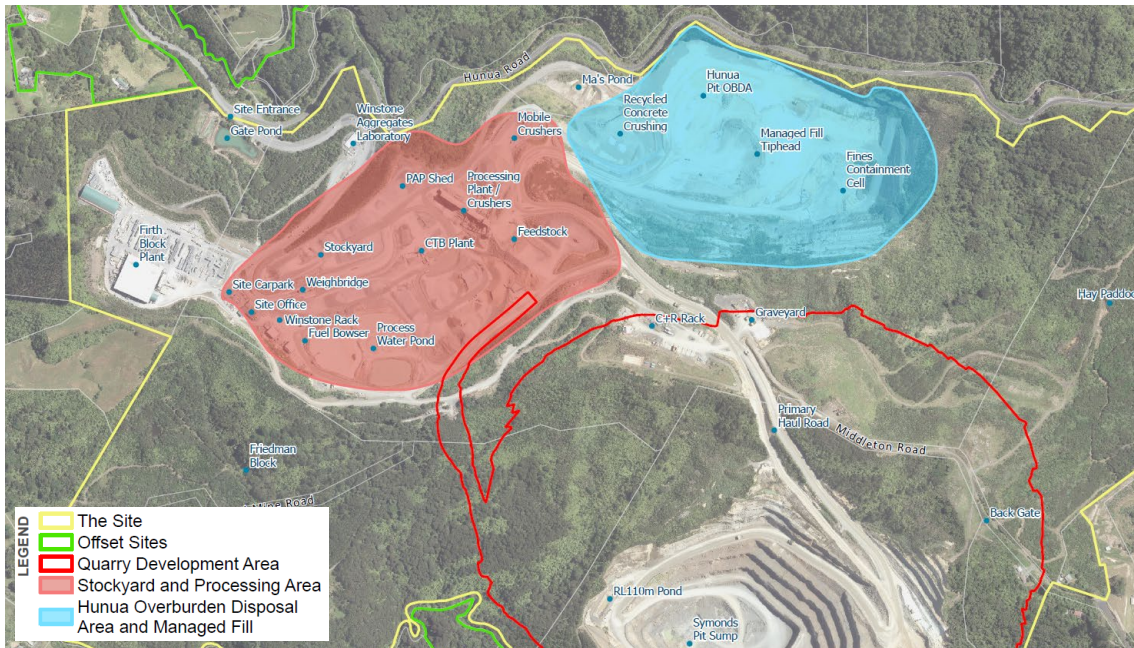 Hunua Road
Ma's Pond
Hunua
Pit OBDA
Recycled
Concrete
Crushing
Site Entrance
Winstone
Aggregates
Laboratory
Gate Pond
Mobile
Crushers
Managed Fill
Tiphead
Fines
Containment
Cell
PAP Shed
Processing
Plant /
Crushers
Firth
Block
Plant
Stockyard
CTB Plant
Feedstock
Site Carpark
Weighbridge
Hay Paddoc
Site Office
Winstone Rack
Fuel Bowser
Process
Water Pond
C+R Rack
Graveyard
Primary
Haul Road
Middleton Road
Friedman
Block
Road
Back Gate
RL110m Pond
Symonds
Pit Sump
LEGEND
The Site
Offset Sites
Quarry Development Area
Stockyard and Processing Area
Hunua Overburden Disposal
Area and Managed Fill